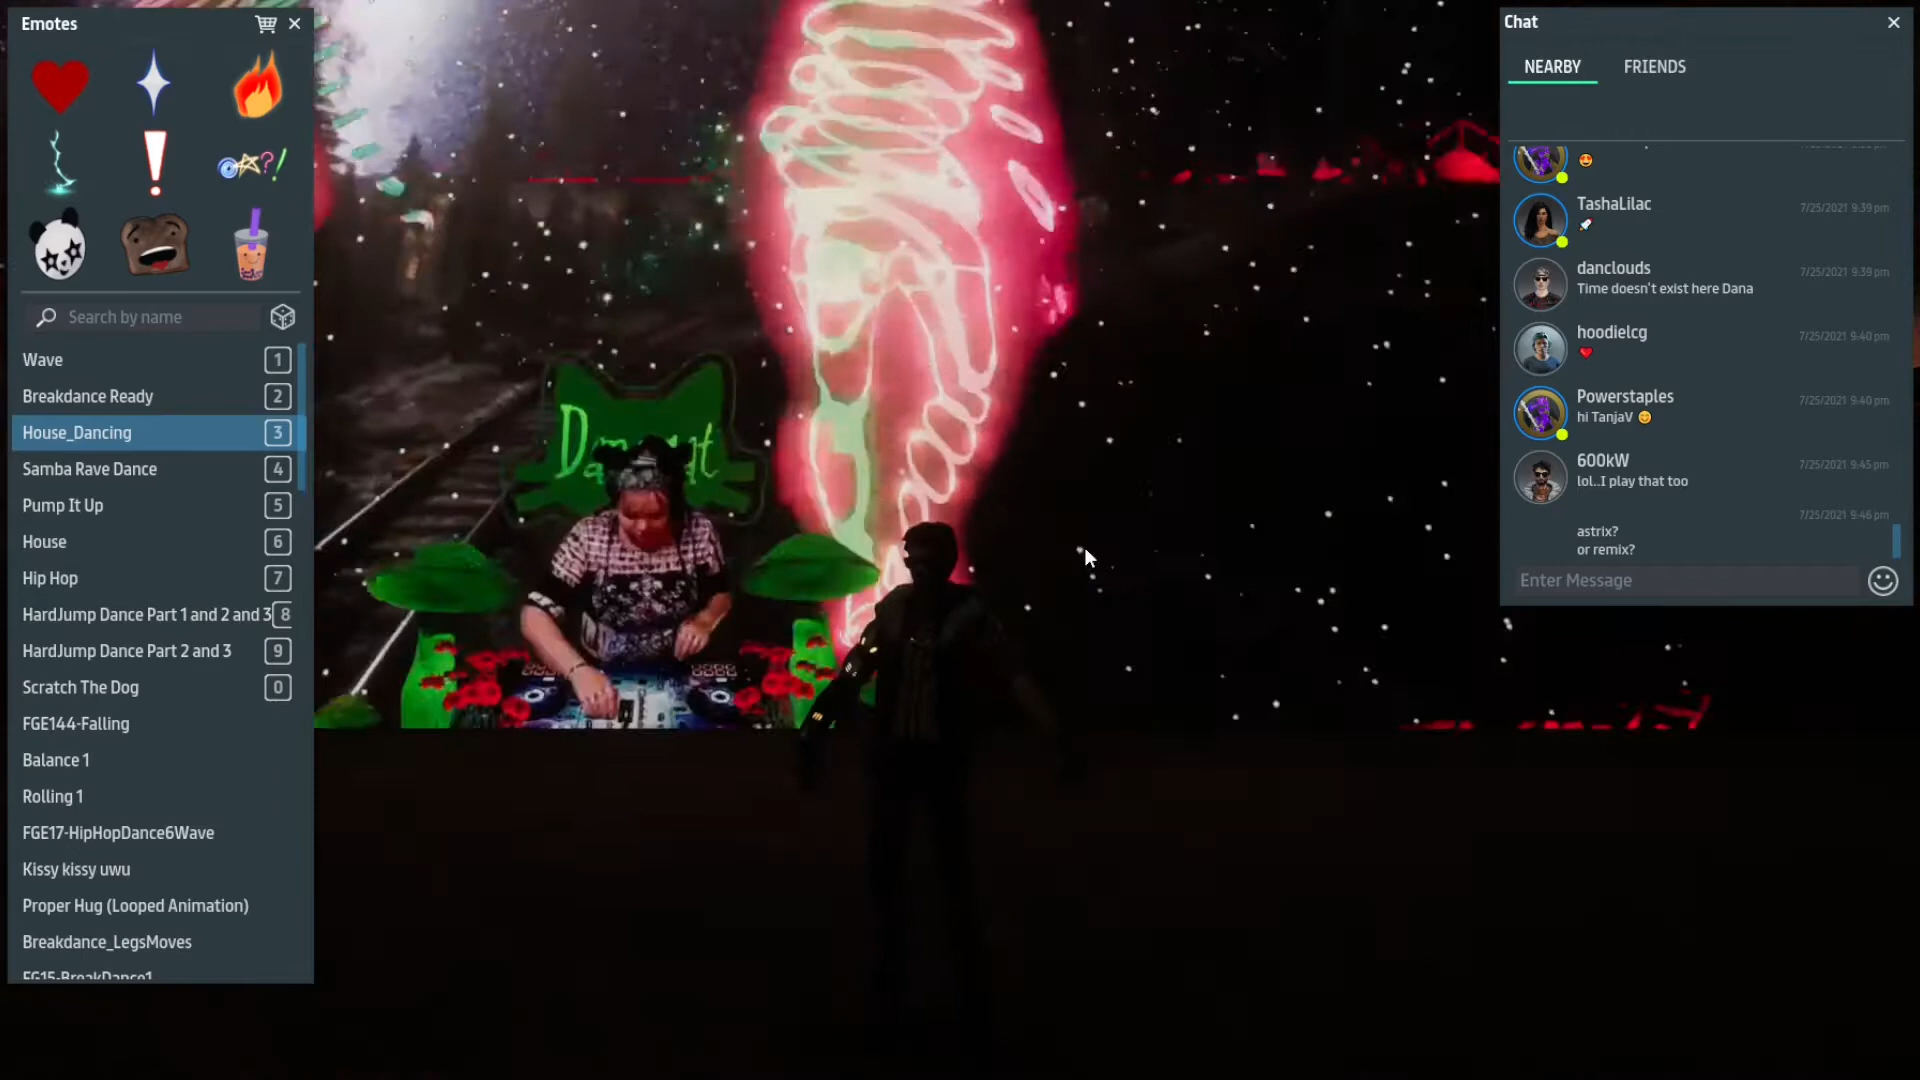 Emotes
Search by name
Wave 1
Breakdance Ready 2
House_Dancing 3
Samba Rave Dance 4
Pump It Up 5
House 6
Hip Hop 7
HardJump Dance Part 1 and 2 and 3 8
HardJump Dance Part 2 and 3 9
Scratch The Dog 0
FGE144-Falling
Balance 1
Rolling 1
FGE17-HipHopDance6Wave
Kissy kissy uwu
Proper Hug (Looped Animation)
Breakdance_LegsMoves
FG15-BreakDance1
Chat
NEARBY FRIENDS
TashaLilac 7/25/2021 9:39 pm
danclouds 7/25/2021 9:39 pm
Time doesn't exist here Dana
hoodielcg 7/25/2021 9:40 pm
Powerstaples 7/25/2021 9:40 pm
hi TanjaV 😋
600kW 7/25/2021 9:45 pm
lol..I play that too
7/25/2021 9:46 pm
astrix?
or remix?
Enter Message